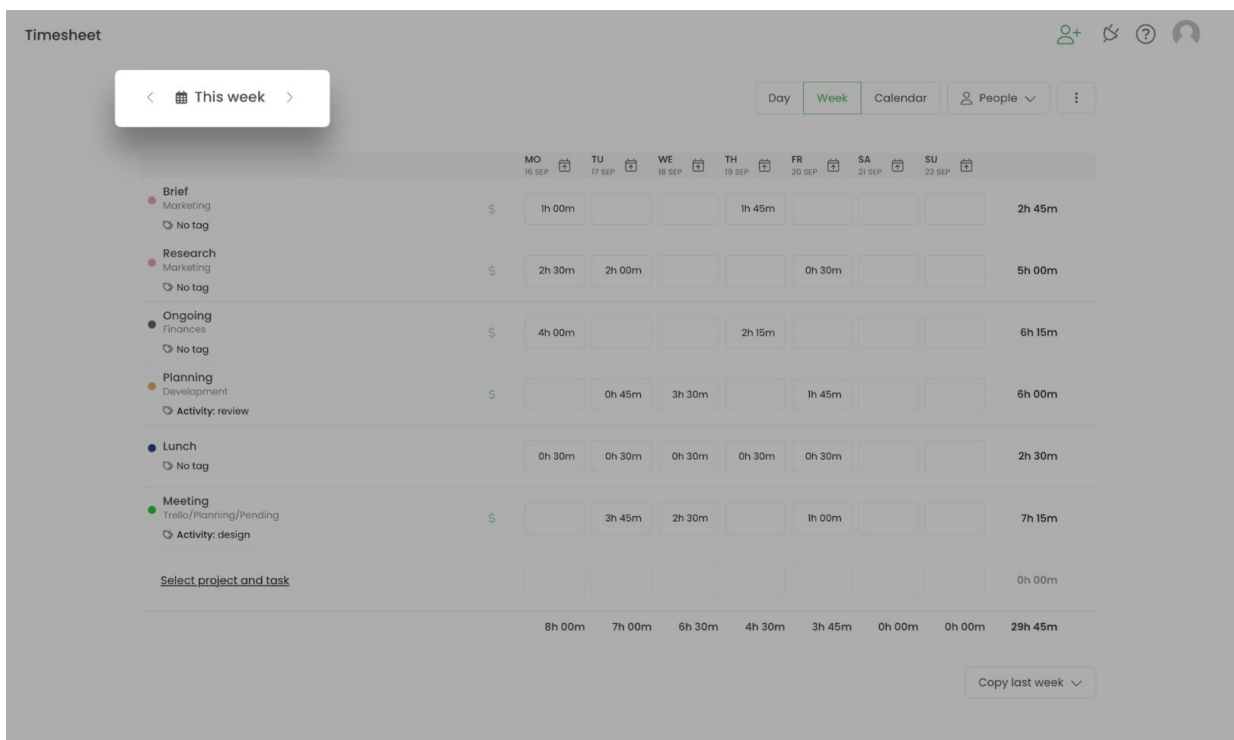 Timesheet
This week
Day Week Calendar People
MO TU WE TH FR SA SU
16 SEP 17 SEP 18 SEP 19 SEP 20 SEP 21 SEP 22 SEP
Brief
Marketing
$ 1h 00m 1h 45m 2h 45m
No tag
Research
Marketing
$ 2h 30m 2h 00m 0h 30m 5h 00m
No tag
Ongoing
Finances
$ 4h 00m 2h 15m 6h 15m
No tag
Planning
Development
$ 0h 45m 3h 30m 1h 45m 6h 00m
Activity: review
Lunch
0h 30m 0h 30m 0h 30m 0h 30m 0h 30m 2h 30m
No tag
Meeting
Trello/Planning/Pending
$ 3h 45m 2h 30m 1h 00m 7h 15m
Activity: design
Select project and task 0h 00m
8h 00m 7h 00m 6h 30m 4h 30m 3h 45m 0h 00m 0h 00m 29h 45m
Copy last week